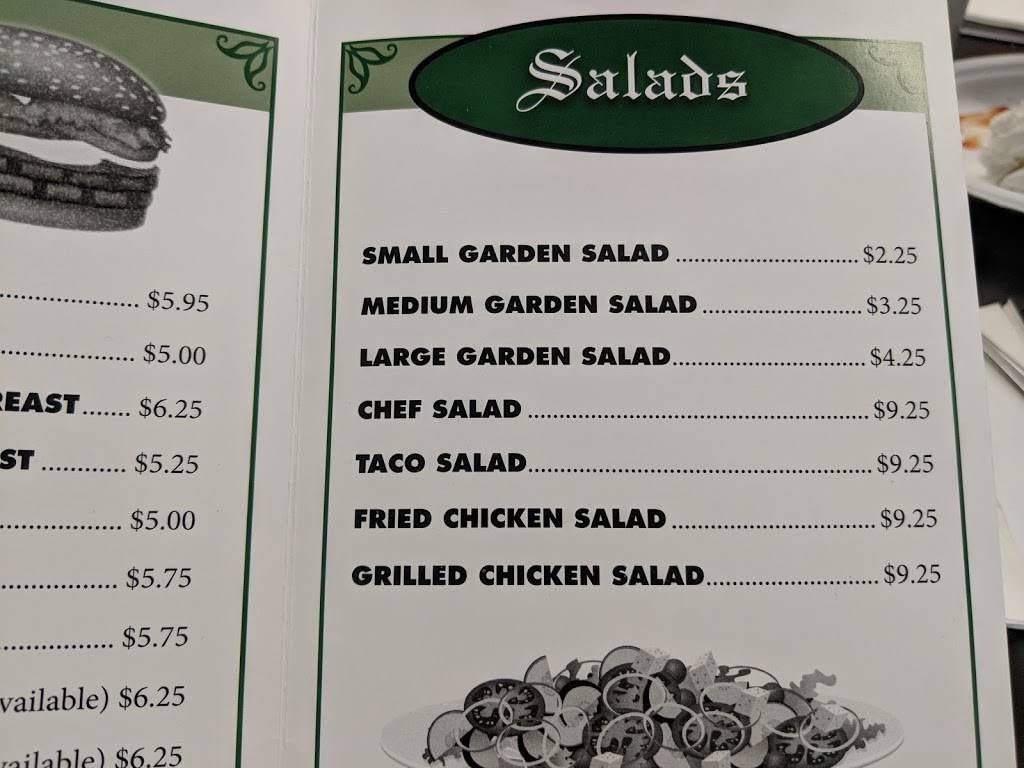 $5.95
$5.00
$6.25
ST $5.25
$5.00
$5.75
$5.75
$6.25
$6.25
Salads
SMALL GARDEN SALAD $2.25
MEDIUM GARDEN SALAD $3.25
LARGE GARDEN SALAD $4.25
CHEF SALAD $9.25
TACO SALAD $9.25
FRIED CHICKEN SALAD $9.25
GRILLED CHICKEN SALAD $9.25